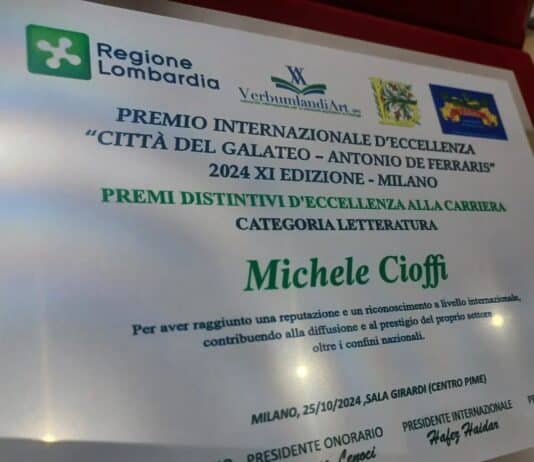 Regione
Lombardia
VerbumlandiArt
PREMIO INTERNAZIONALE D'ECCELLENZA
"CITTÀ DEL GALATEO – ANTONIO DE FERRARIS"
2024 XI EDIZIONE - MILANO
PREMI DISTINTIVI D'ECCELLENZA ALLA CARRIERA
CATEGORIA LETTERATURA
Michele Cioffi
Per aver raggiunto una reputazione e un riconoscimento a livello internazionale,
contribuendo alla diffusione e al prestigio del proprio settore
oltre i confini nazionali.
MILANO, 25/10/2024 ,SALA GIRARDI (CENTRO PIME)
PRESIDENTE ONORARIO
Cenoci
PRESIDENTE INTERNAZIONALE
Hafez Haidar